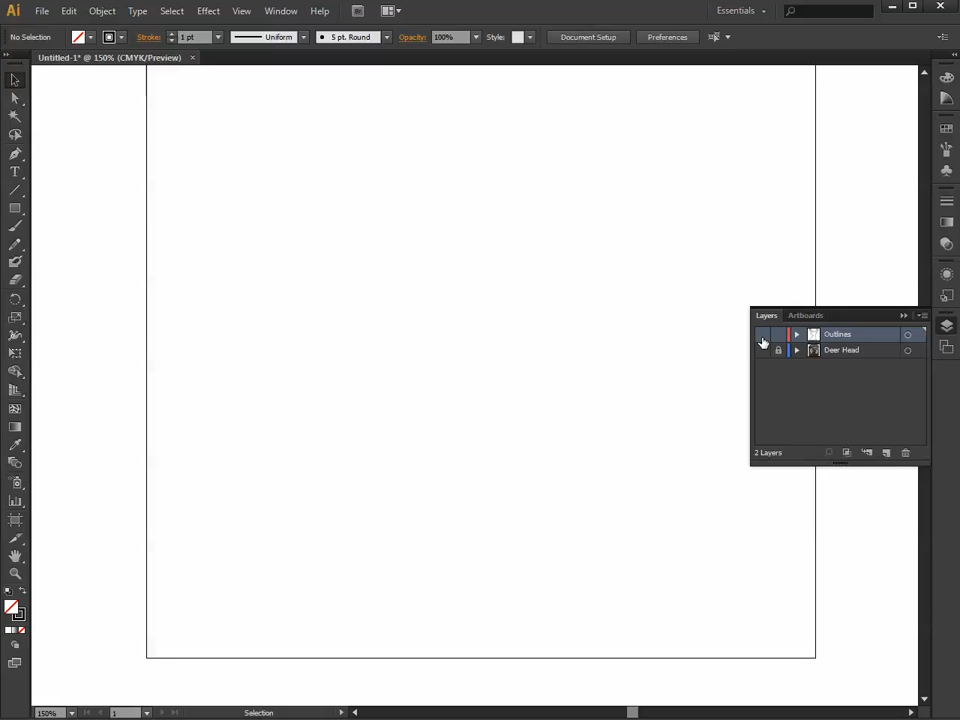 Ai File Edit Object Type Select Effect View Window Help Br Essentials
No Selection Stroke: 1 pt Uniform 5 pt. Round Opacity: 100% Style: Document Setup Preferences
Untitled-1* @ 150% (CMYK/Preview) ×
Layers Artboards
Outlines
Deer Head
2 Layers
150% 1 Selection